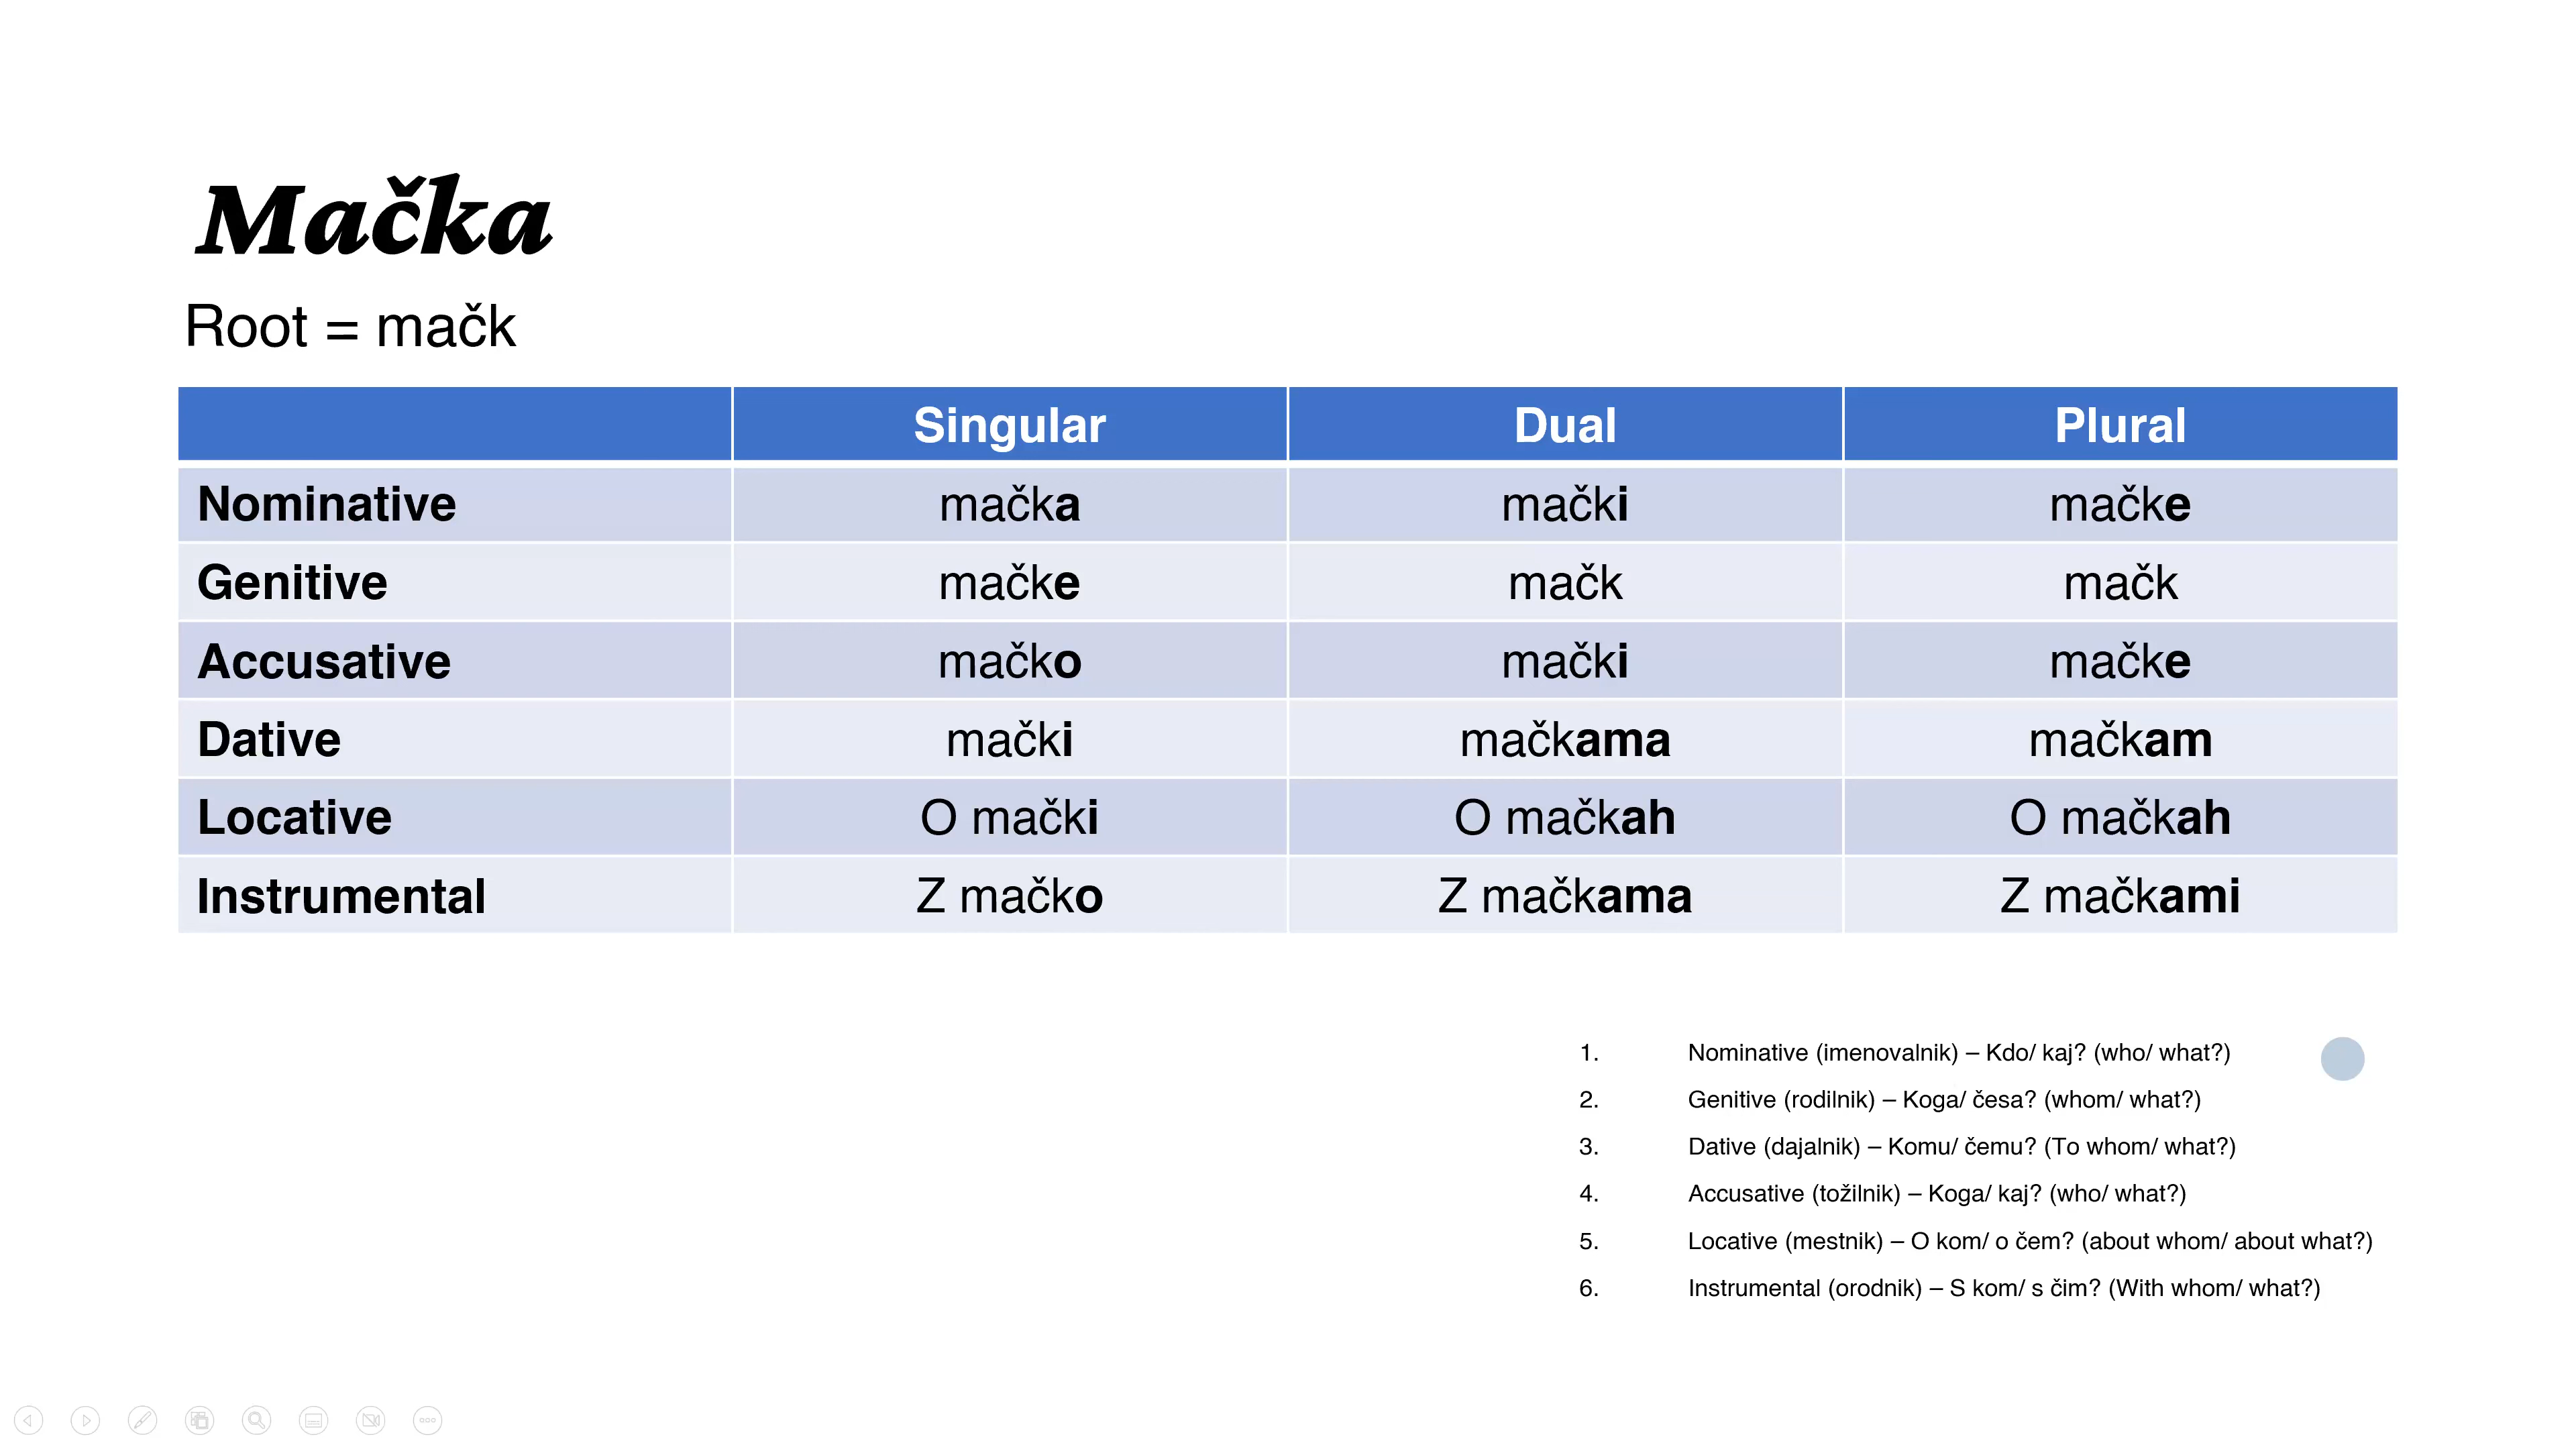 Mačka
Root = mačk
Singular Dual Plural
Nominative mačka mački mačke
Genitive mačke mačk mačk
Accusative mačko mački mačke
Dative mački mačkama mačkam
Locative O mački O mačkah O mačkah
Instrumental Z mačko Z mačkama Z mačkami
1. Nominative (imenovalnik) – Kdo/ kaj? (who/ what?)
2. Genitive (rodilnik) – Koga/ česa? (whom/ what?)
3. Dative (dajalnik) – Komu/ čemu? (To whom/ what?)
4. Accusative (tožilnik) – Koga/ kaj? (who/ what?)
5. Locative (mestnik) – O kom/ o čem? (about whom/ about what?)
6. Instrumental (orodnik) – S kom/ s čim? (With whom/ what?)